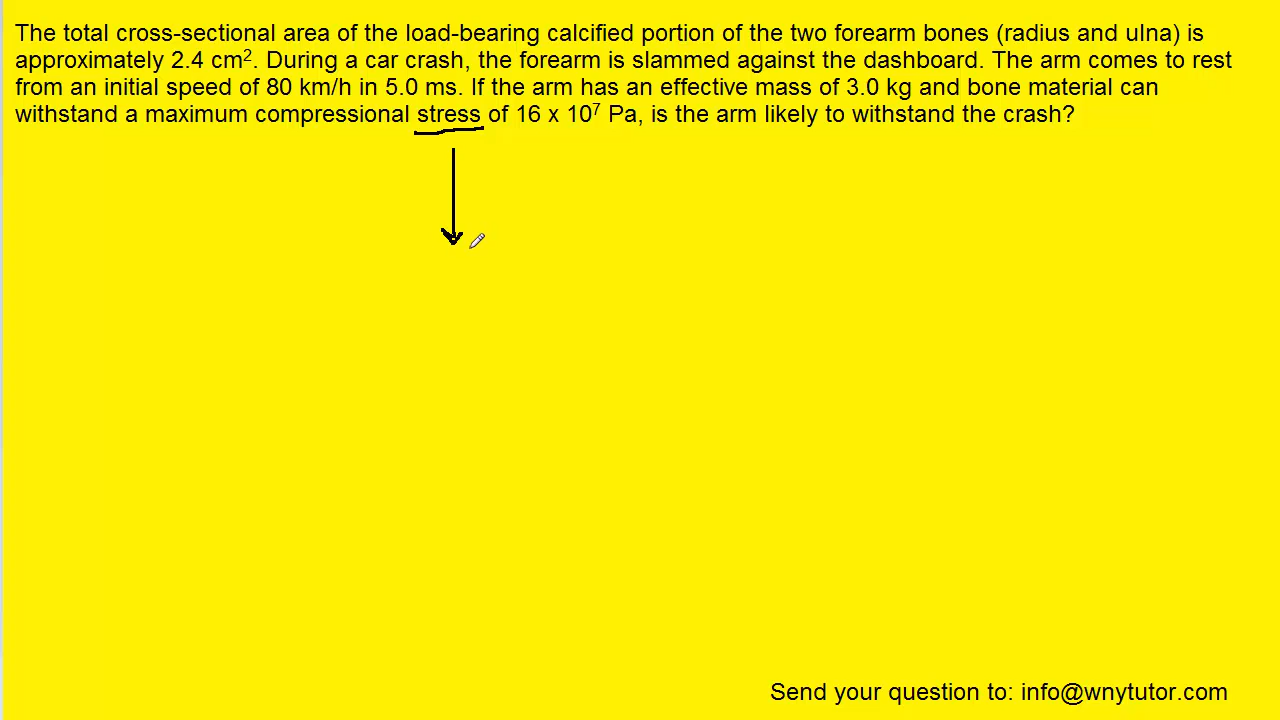 The total cross-sectional area of the load-bearing calcified portion of the two forearm bones (radius and ulna) is
approximately 2.4 cm². During a car crash, the forearm is slammed against the dashboard. The arm comes to rest
from an initial speed of 80 km/h in 5.0 ms. If the arm has an effective mass of 3.0 kg and bone material can
withstand a maximum compressional stress of 16 x 10⁷ Pa, is the arm likely to withstand the crash?
Send your question to: info@wnytutor.com